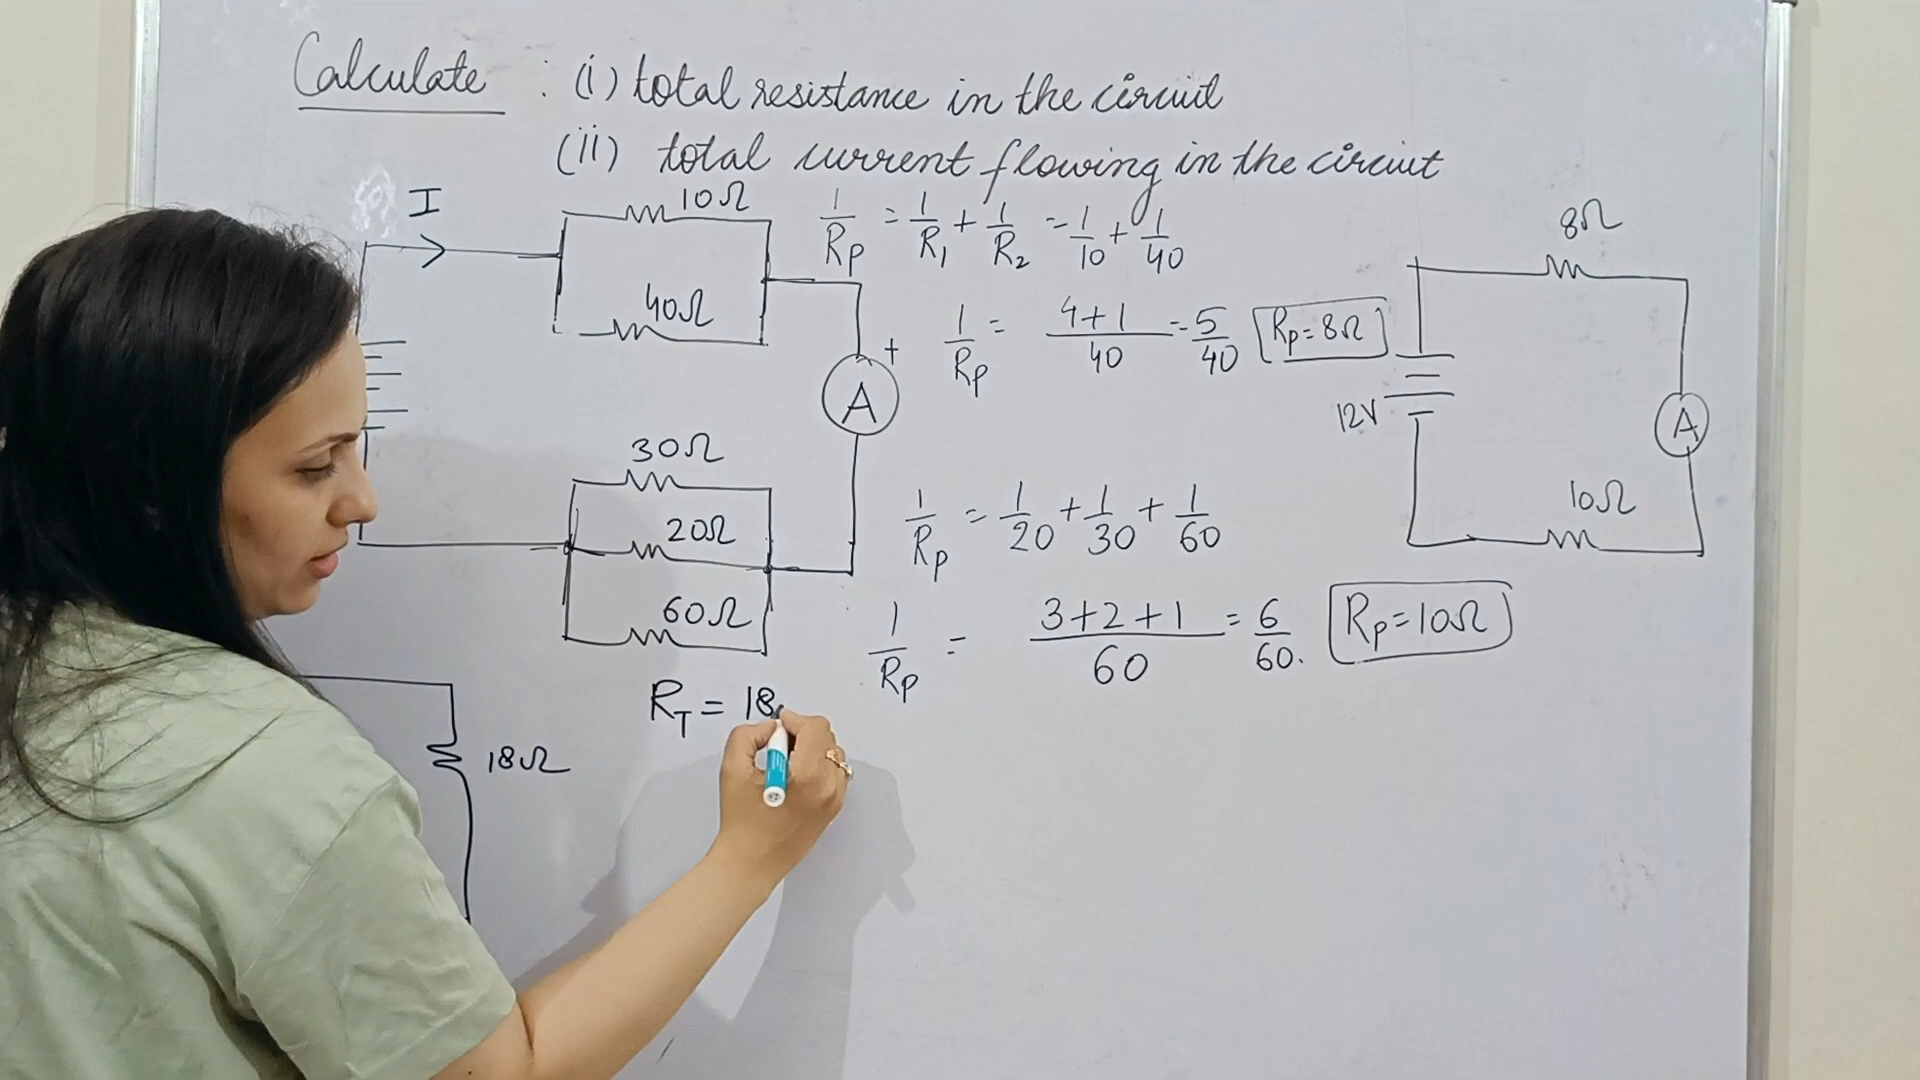 Calculate : (i) total resistance in the circuit
(ii) total current flowing in the circuit
I
10Ω
40Ω
+
A
30Ω
20Ω
60Ω
1/Rp = 1/R₁ + 1/R₂ = 1/10 + 1/40
1/Rp = 4+1/40 = 5/40 Rp = 8Ω
1/Rp = 1/20 + 1/30 + 1/60
1/Rp = 3+2+1/60 = 6/60. Rp = 10Ω
8Ω
12V
A
10Ω
R_T = 18
18Ω